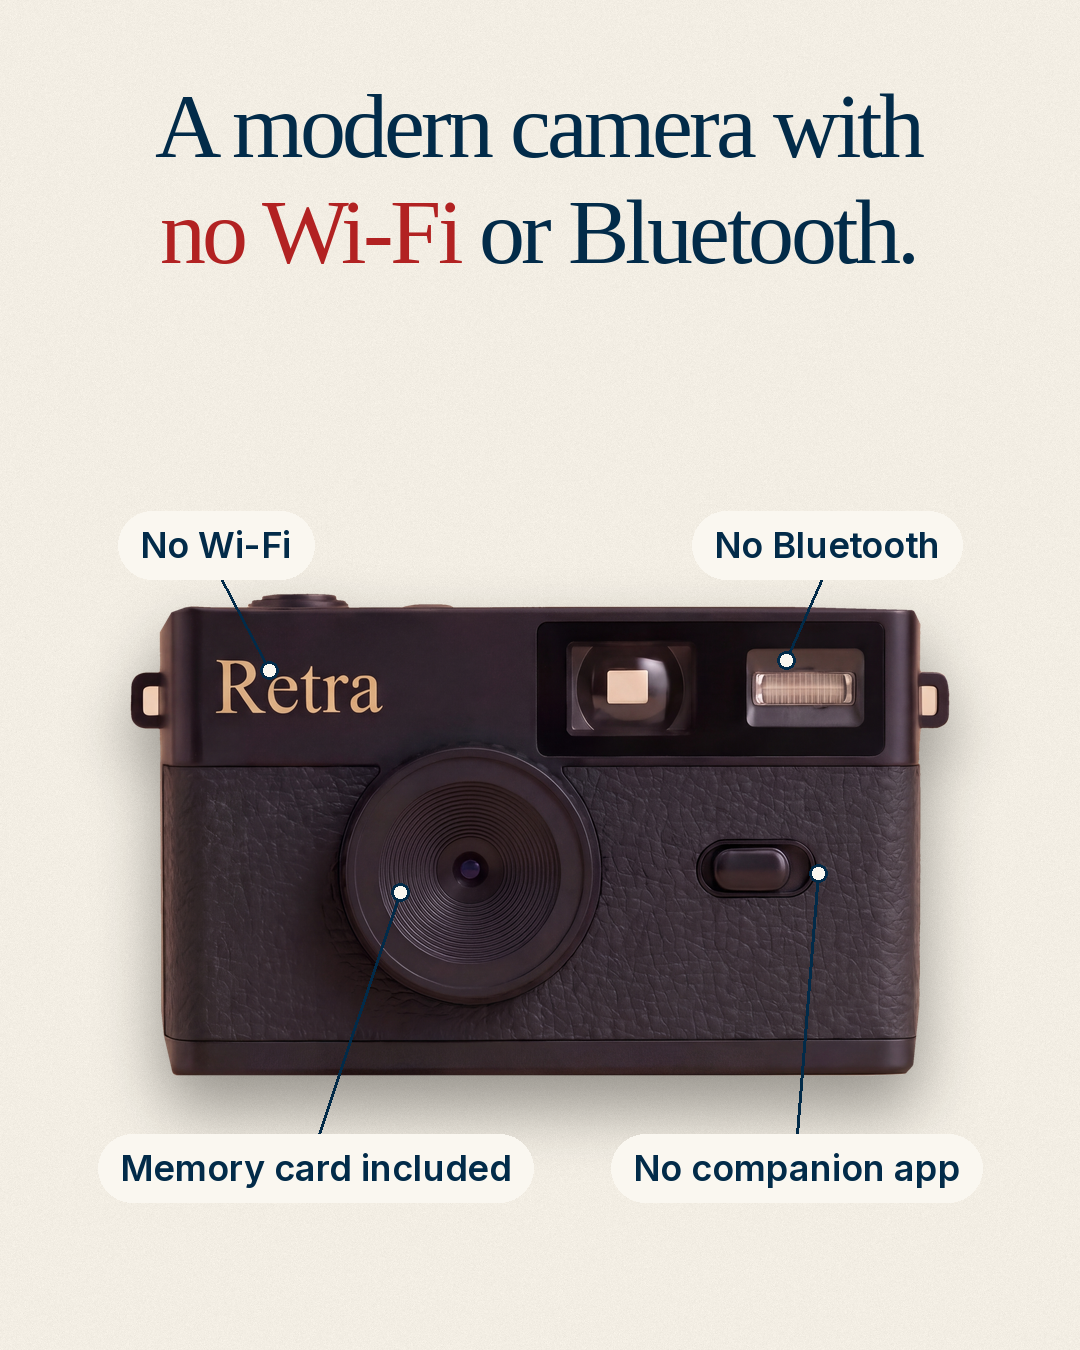 A modern camera with
no Wi-Fi or Bluetooth.
No Wi-Fi
No Bluetooth
Retra
Memory card included
No companion app